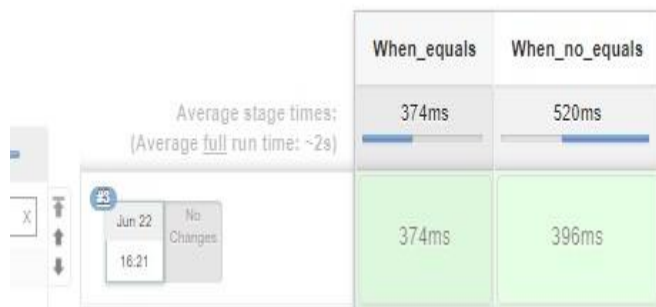 When_equals When_no_equals
Average stage times: 374ms 520ms
(Average full run time: ~2s)
#3
Jun 22 No
Changes
16:21
374ms 396ms
X